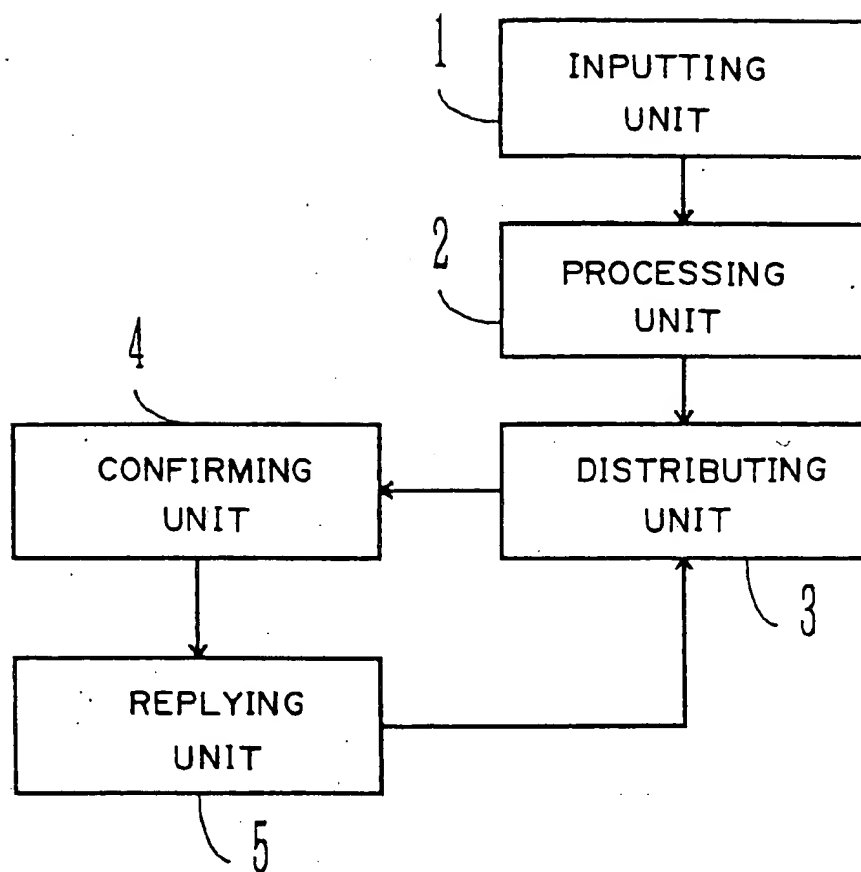 1
INPUTTING
UNIT
2
PROCESSING
UNIT
4
CONFIRMING
UNIT
DISTRIBUTING
UNIT
3
REPLYING
UNIT
5